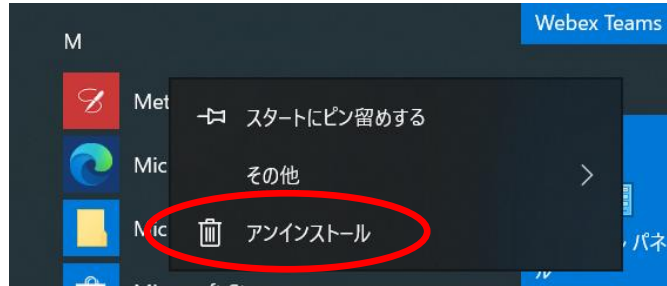 Webex Teams
M
Met
スタートにピン留めする
Mic
その他
Mic
アンインストール
パネ
ル